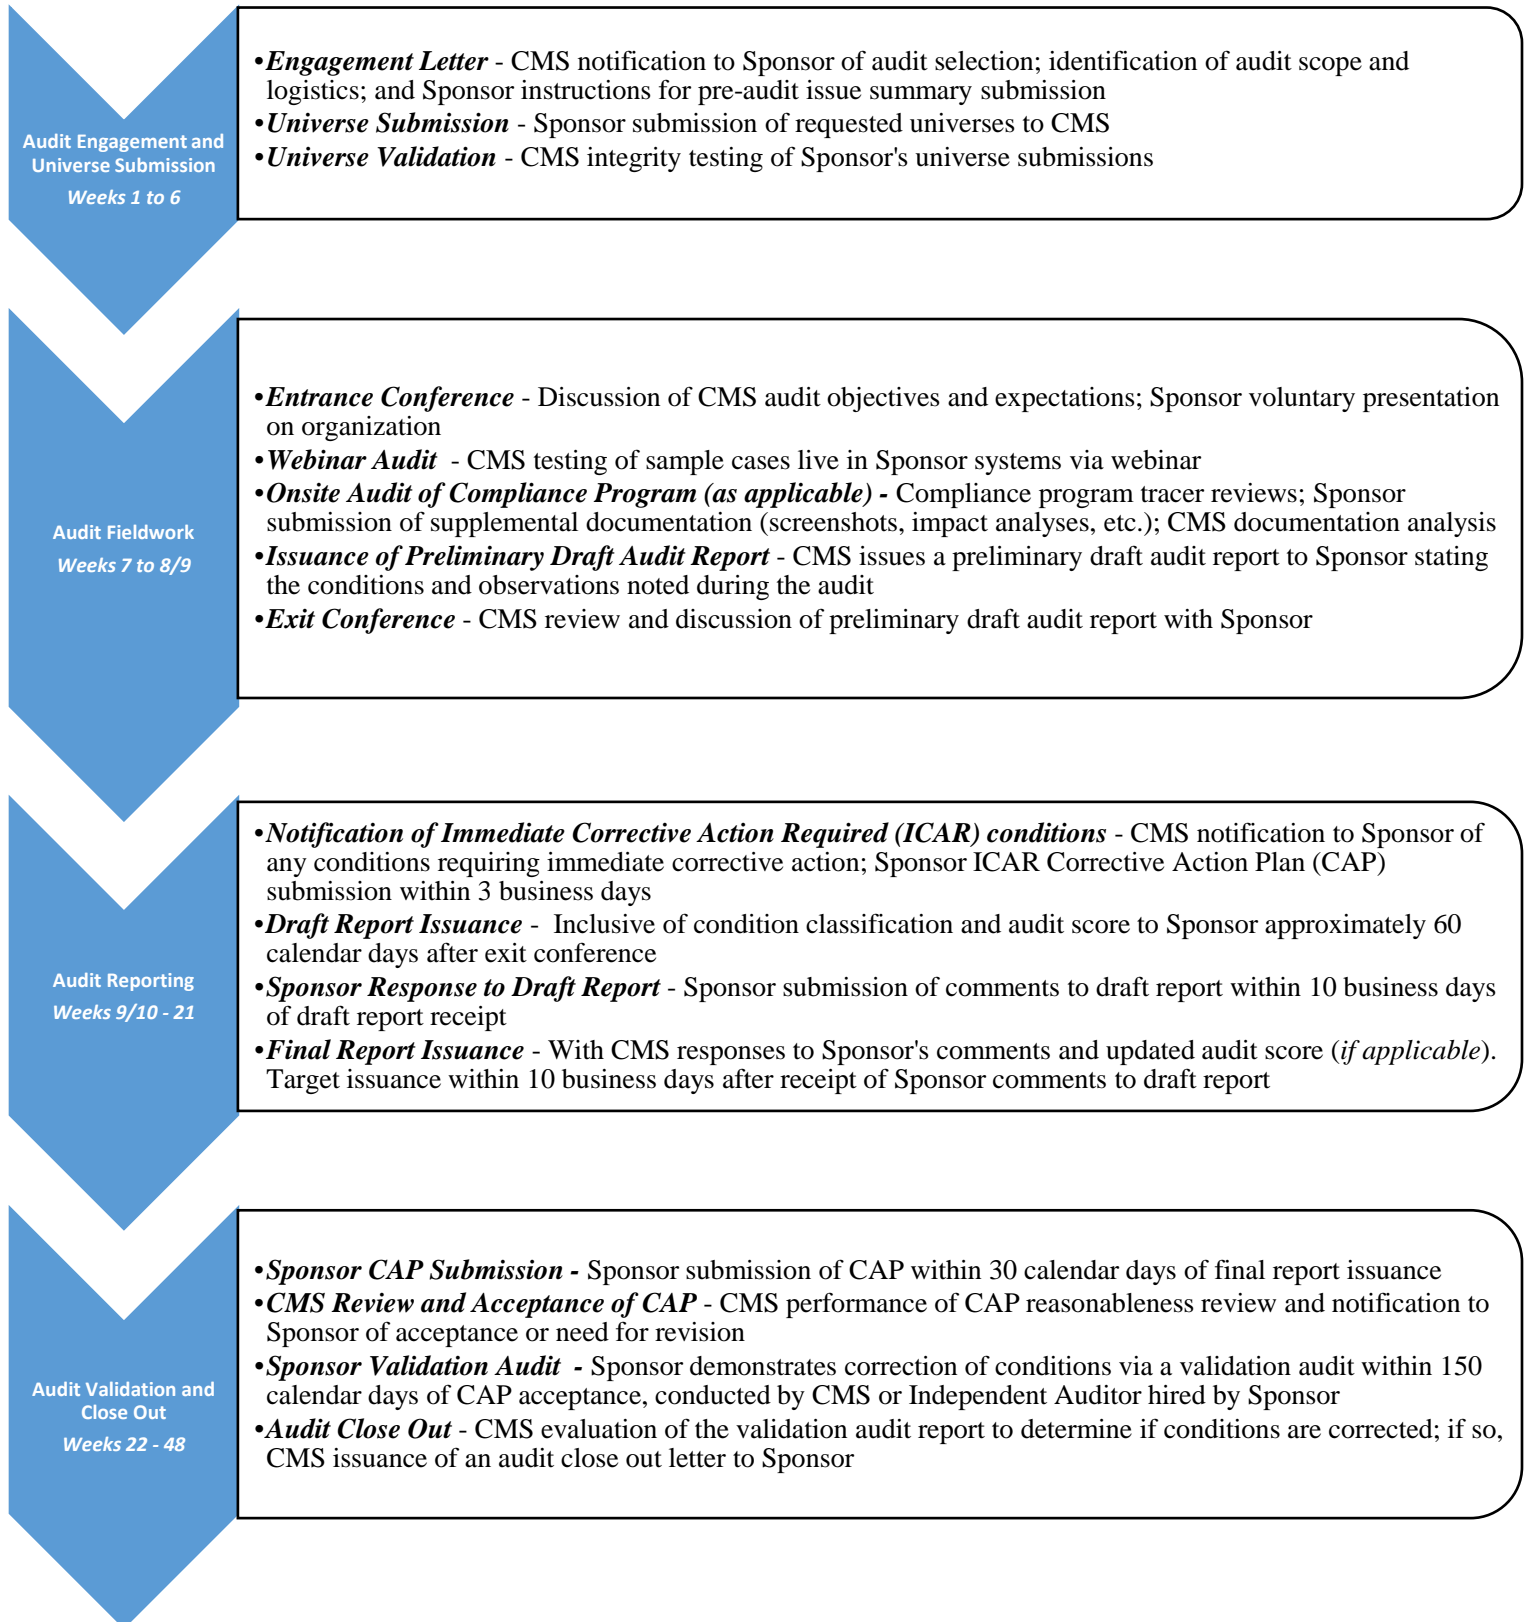 Audit Engagement and
Universe Submission
Weeks 1 to 6
•Engagement Letter - CMS notification to Sponsor of audit selection; identification of audit scope and
logistics; and Sponsor instructions for pre-audit issue summary submission
•Universe Submission - Sponsor submission of requested universes to CMS
•Universe Validation - CMS integrity testing of Sponsor's universe submissions
Audit Fieldwork
Weeks 7 to 8/9
•Entrance Conference - Discussion of CMS audit objectives and expectations; Sponsor voluntary presentation
on organization
•Webinar Audit - CMS testing of sample cases live in Sponsor systems via webinar
•Onsite Audit of Compliance Program (as applicable) - Compliance program tracer reviews; Sponsor
submission of supplemental documentation (screenshots, impact analyses, etc.); CMS documentation analysis
•Issuance of Preliminary Draft Audit Report - CMS issues a preliminary draft audit report to Sponsor stating
the conditions and observations noted during the audit
•Exit Conference - CMS review and discussion of preliminary draft audit report with Sponsor
Audit Reporting
Weeks 9/10 - 21
•Notification of Immediate Corrective Action Required (ICAR) conditions - CMS notification to Sponsor of
any conditions requiring immediate corrective action; Sponsor ICAR Corrective Action Plan (CAP)
submission within 3 business days
•Draft Report Issuance - Inclusive of condition classification and audit score to Sponsor approximately 60
calendar days after exit conference
•Sponsor Response to Draft Report - Sponsor submission of comments to draft report within 10 business days
of draft report receipt
•Final Report Issuance - With CMS responses to Sponsor's comments and updated audit score (if applicable).
Target issuance within 10 business days after receipt of Sponsor comments to draft report
Audit Validation and
Close Out
Weeks 22 - 48
•Sponsor CAP Submission - Sponsor submission of CAP within 30 calendar days of final report issuance
•CMS Review and Acceptance of CAP - CMS performance of CAP reasonableness review and notification to
Sponsor of acceptance or need for revision
•Sponsor Validation Audit - Sponsor demonstrates correction of conditions via a validation audit within 150
calendar days of CAP acceptance, conducted by CMS or Independent Auditor hired by Sponsor
•Audit Close Out - CMS evaluation of the validation audit report to determine if conditions are corrected; if so,
CMS issuance of an audit close out letter to Sponsor